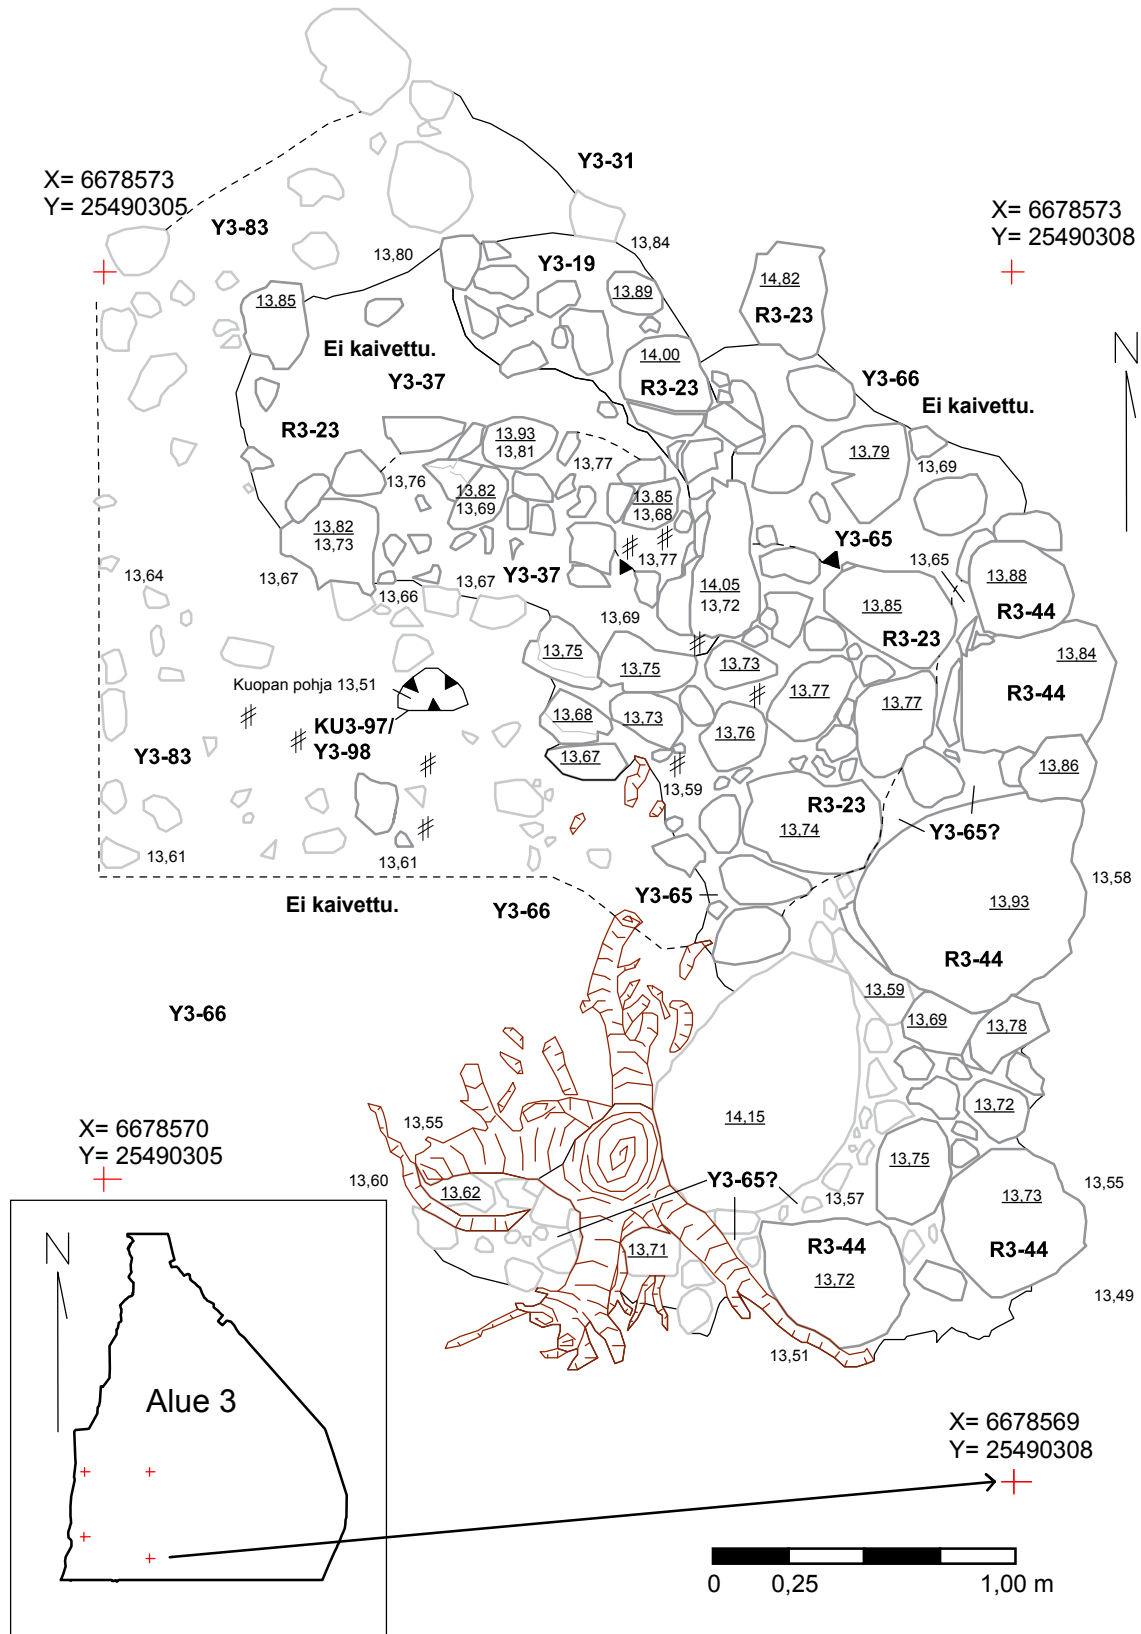 Y3-31
X= 6678573
Y= 25490305
X= 6678573
Y= 25490308
Y3-83
13,80
13,84
Y3-19
13,85
13,89
14,82
R3-23
N
Ei kaivettu.
14,00
R3-23
Y3-37
Y3-66
Ei kaivettu.
R3-23
13,93
13,81
13,77
13,79
13,69
13,76
13,82
13,69
13,85
13,68
13,82
13,73
Y3-65
13,64
13,67
13,66
13,67
Y3-37
13,77
13,65
13,88
R3-44
14,05
13,72
13,85
R3-23
13,69
13,75
13,75
13,73
13,84
R3-44
Kuopan pohja 13,51
KU3-97/
Y3-98
13,68
13,73
13,77
13,77
13,76
Y3-83
13,67
13,59
13,86
R3-23
13,74
Y3-65?
13,61
13,61
13,58
Ei kaivettu.
Y3-66
Y3-65
13,93
R3-44
Y3-66
13,59
13,69
13,78
13,72
14,15
X= 6678570
Y= 25490305
13,55
13,60
13,62
Y3-65?
13,57
13,75
13,73
R3-44
13,55
13,71
R3-44
13,72
13,49
13,51
N
Alue 3
X= 6678569
Y= 25490308
0 0,25 1,00 m